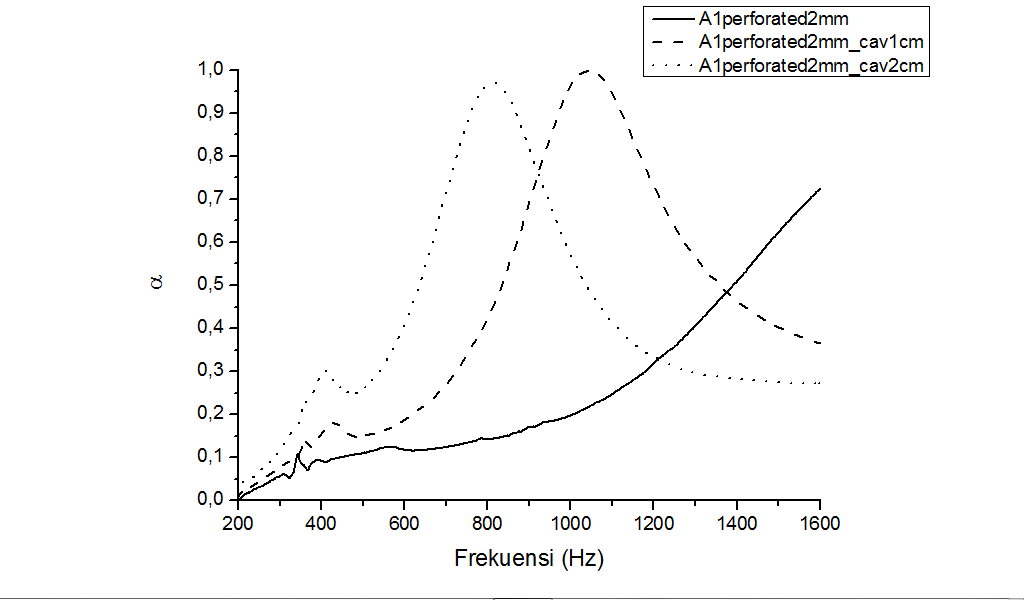 A1perforated2mm
A1perforated2mm_cav1cm
A1perforated2mm_cav2cm
1,0
0,9
0,8
0,7
0,6
0,5
0,4
0,3
0,2
0,1
0,0
α
200 400 600 800 1000 1200 1400 1600
Frekuensi (Hz)